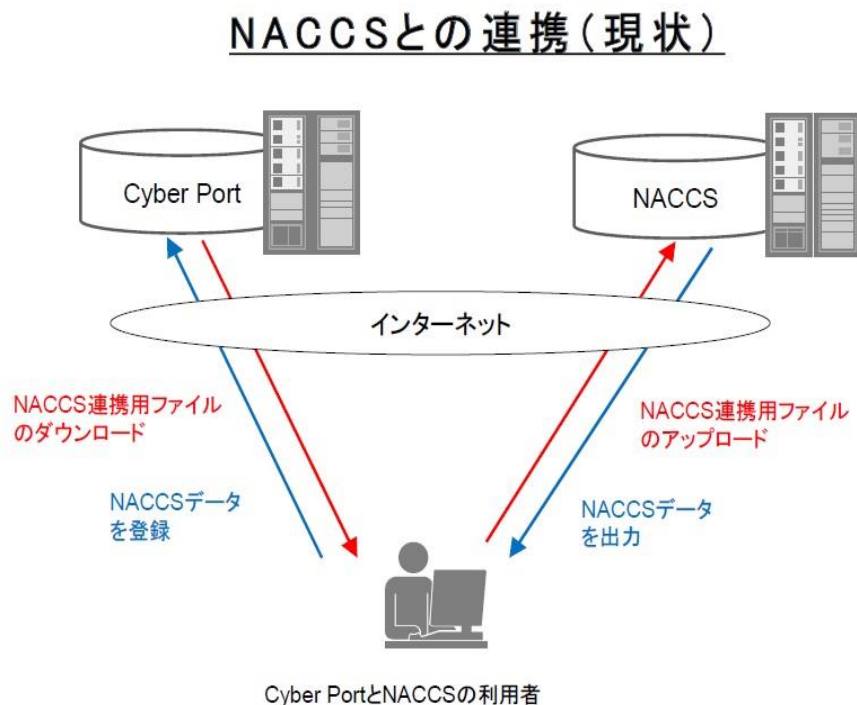 NACCSとの連携(現状)
Cyber Port
NACCS
インターネット
NACCS連携用ファイル
のダウンロード
NACCS連携用ファイル
のアップロード
NACCSデータ
を登録
NACCSデータ
を出力
Cyber PortとNACCSの利用者